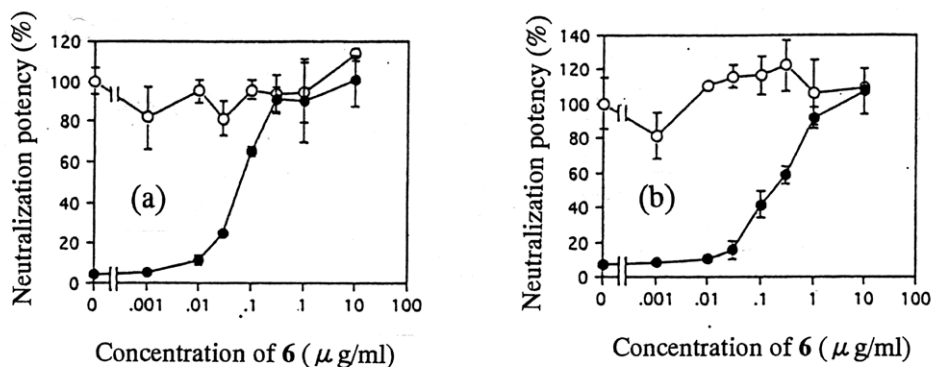 Neutralization potency (%)
120
100
80
60
40
20
0
(a)
0 .001 .01 .1 1 10 100
Concentration of 6 ( μ g/ml)
Neutralization potency (%)
140
120
100
80
60
40
20
0
(b)
0 .001 .01 .1 1 10 100
Concentration of 6 ( μ g/ml)